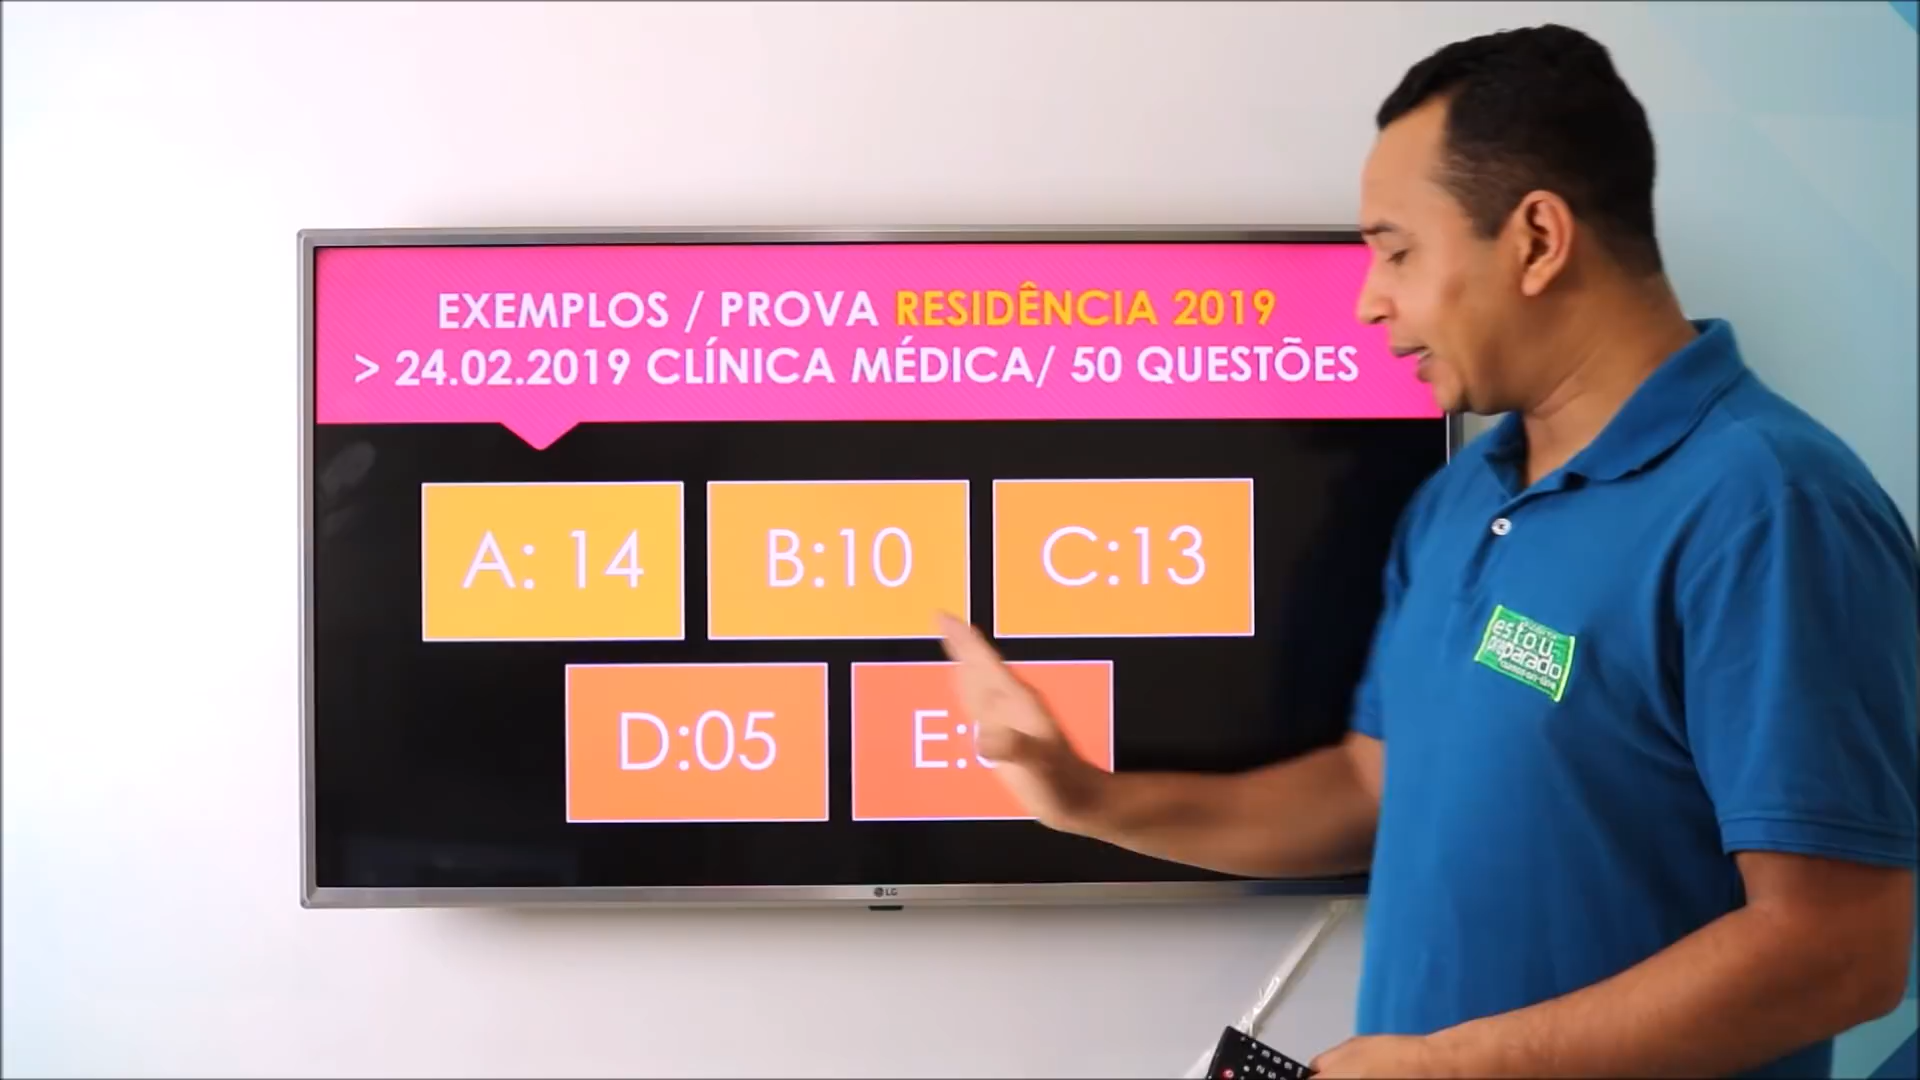 EXEMPLOS / PROVA RESIDÊNCIA 2019
> 24.02.2019 CLÍNICA MÉDICA/ 50 QUESTÕES
A: 14
B:10
C:13
D:05
E:
LG
estou
preparado